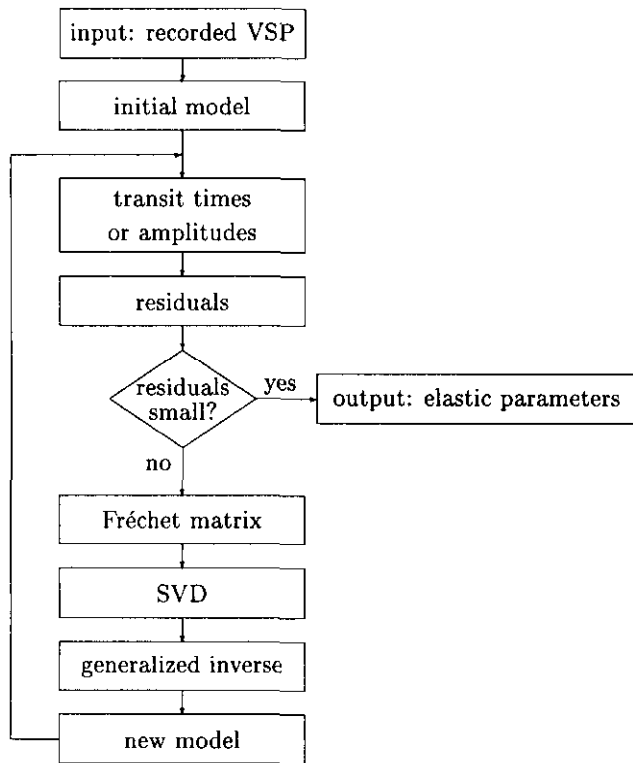 input: recorded VSP
initial model
transit times
or amplitudes
residuals
residuals
small?
yes
output: elastic parameters
no
Fréchet matrix
SVD
generalized inverse
new model